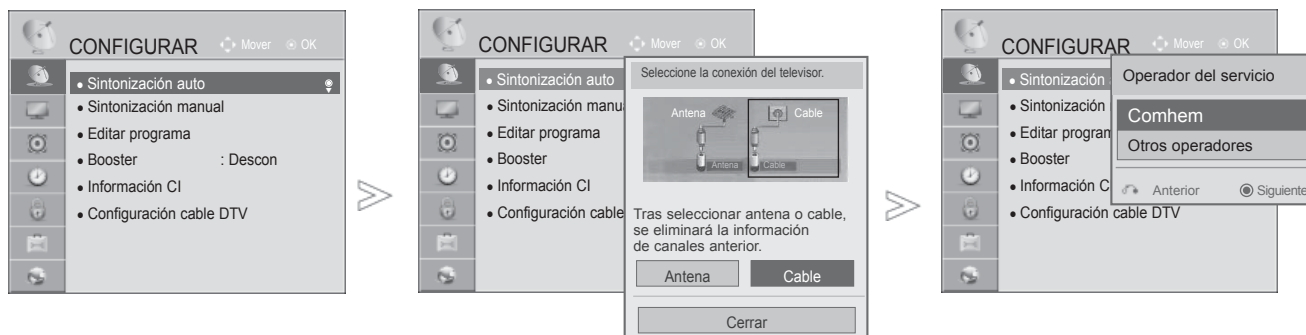 CONFIGURAR Mover OK
• Sintonización auto
• Sintonización manual
• Editar programa
• Booster : Descon
• Información CI
• Configuración cable DTV
CONFIGURAR Mover OK
• Sintonización auto
• Sintonización manu
• Editar programa
• Booster
• Información CI
• Configuración cable
Seleccione la conexión del televisor.
Antena Cable
Antena Cable
Tras seleccionar antena o cable,
se eliminará la información
de canales anterior.
Antena Cable
Cerrar
CONFIGURAR Mover OK
• Sintonización
• Sintonización
• Editar program
• Booster
• Información C
• Configuración cable DTV
Operador del servicio
Comhem
Otros operadores
Anterior Siguiente